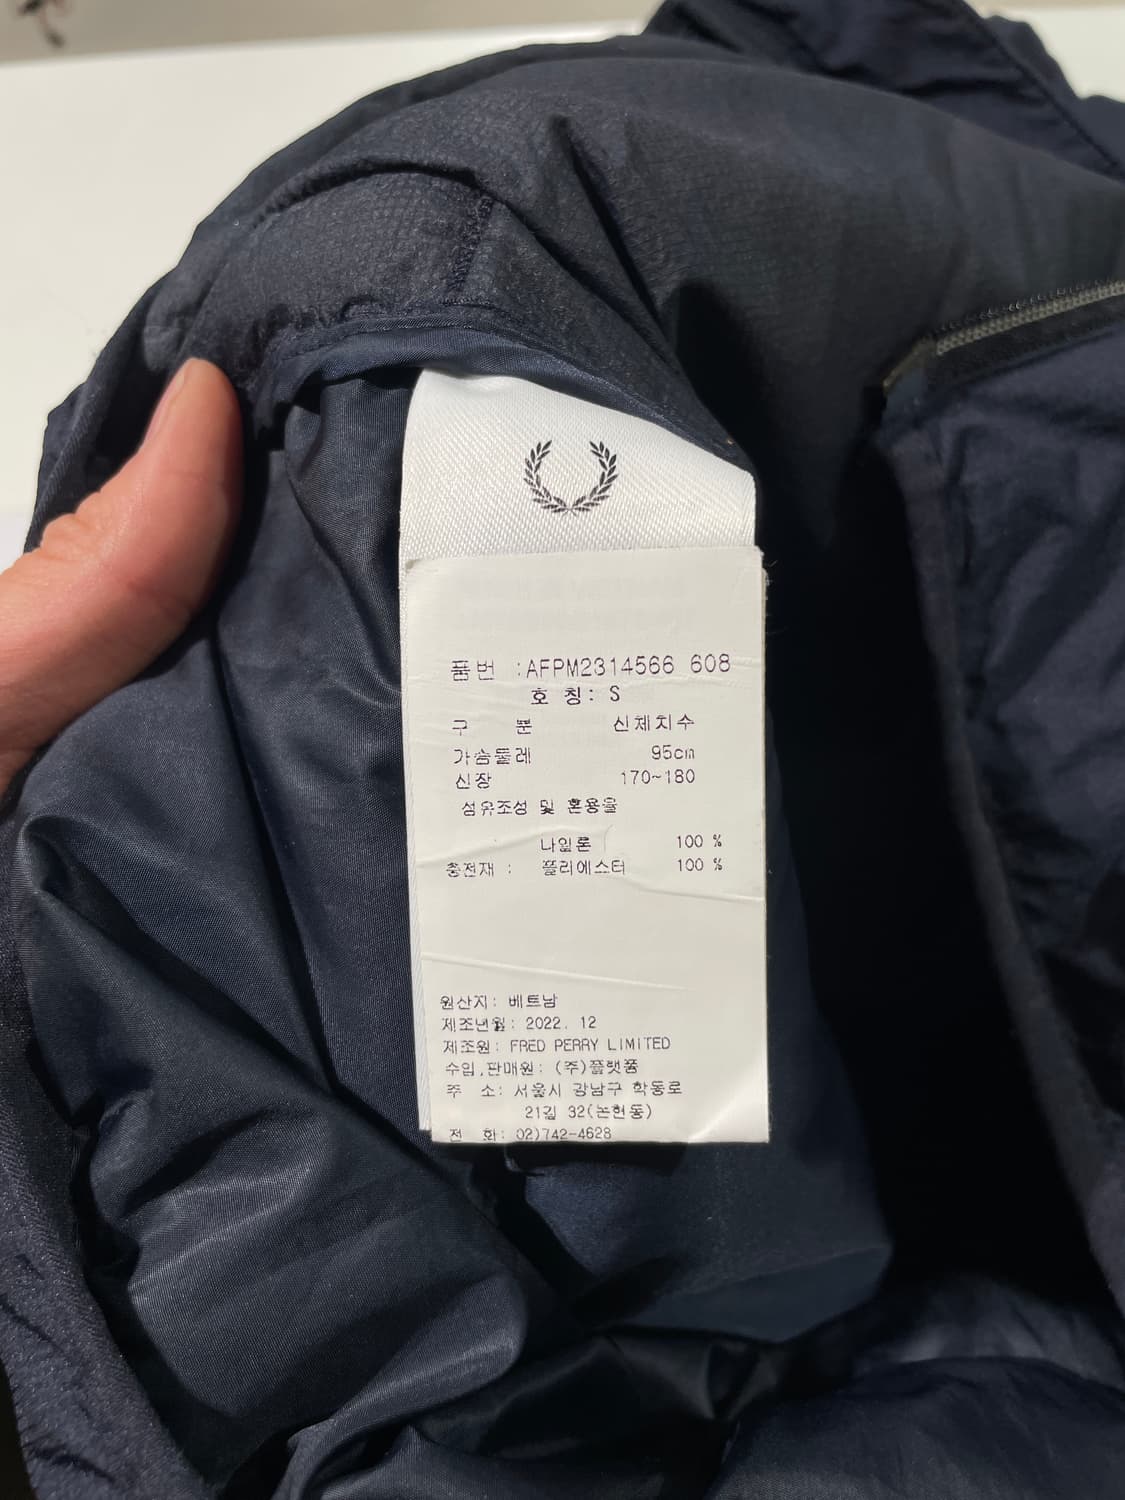 품번 :AFPM2314566 608
호 칭: S
구 분 신체치수
가슴둘레 95cm
신장 170~180
섬유조성 및 혼용율
: 나일론 100 %
충전재 : 폴리에스터 100 %
원산지: 베트남
제조년월: 2022. 12
제조원: FRED PERRY LIMITED
수입,판매원: (주)플랫폼
주 소: 서울시 강남구 학동로
21길 32(논현동)
전 화: 02)742-4628